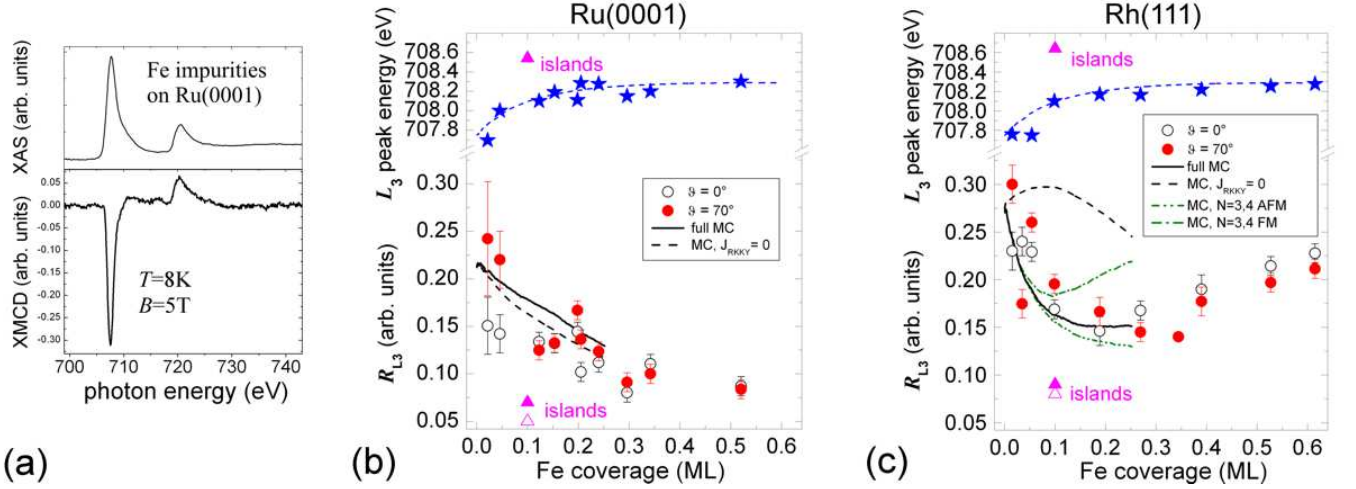 (a)
XAS (arb. units)
Fe impurities
on Ru(0001)
XMCD (arb. units)
0.05
0.00
-0.05
-0.10
-0.15
-0.20
-0.25
-0.30
T=8K
B=5T
700 710 720 730 740
photon energy (eV)
(b)
Ru(0001)
L3 peak energy (eV)
708.6
708.4
708.2
708.0
707.8
islands
ϑ = 0°
ϑ = 70°
full MC
MC, JRKKY= 0
RL3 (arb. units)
0.30
0.25
0.20
0.15
0.10
0.05
islands
0.0 0.1 0.2 0.3 0.4 0.5 0.6
Fe coverage (ML)
(c)
Rh(111)
L3 peak energy (eV)
708.6
708.4
708.2
708.0
707.8
islands
ϑ = 0°
ϑ = 70°
full MC
MC, JRKKY= 0
MC, N=3,4 AFM
MC, N=3,4 FM
RL3 (arb. units)
0.30
0.25
0.20
0.15
0.10
0.05
islands
0.0 0.1 0.2 0.3 0.4 0.5 0.6
Fe coverage (ML)